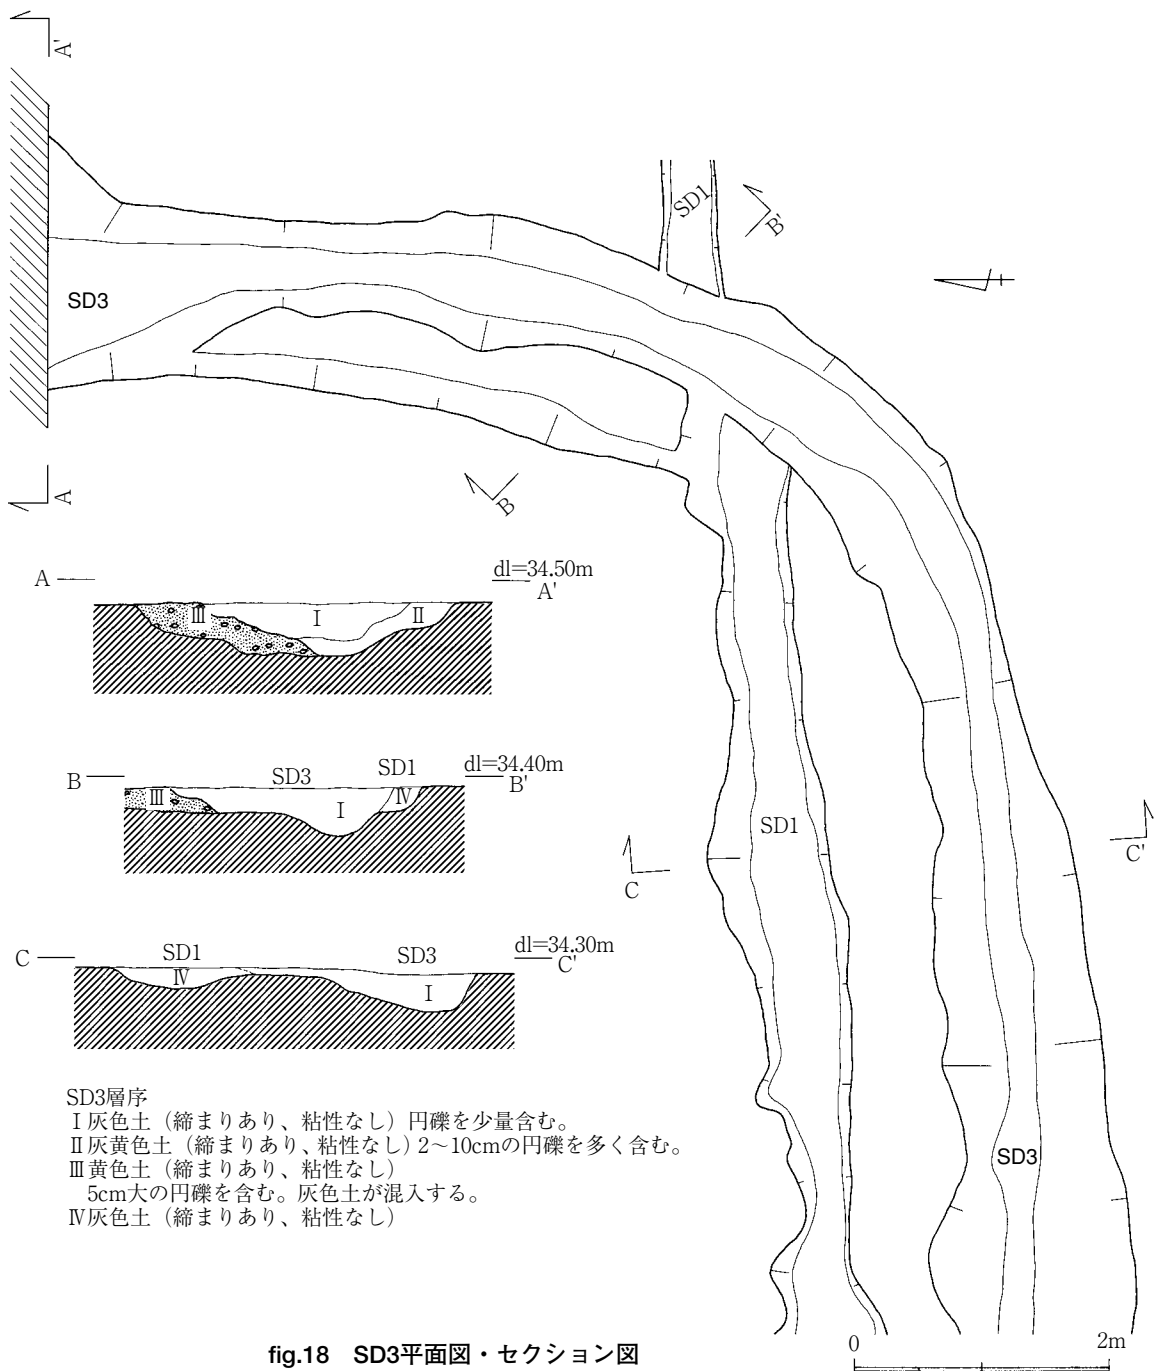 A'
SD1
B'
SD3
A
B
A
dl=34.50m
A'
Ⅲ
Ⅰ
Ⅱ
B
SD3
SD1
dl=34.40m
B'
Ⅲ
Ⅰ
Ⅳ
SD1
C
C'
C
SD1
SD3
dl=34.30m
C'
Ⅳ
Ⅰ
SD3層序
Ⅰ灰色土（締まりあり、粘性なし）円礫を少量含む。
Ⅱ灰黄色土（締まりあり、粘性なし）2〜10cmの円礫を多く含む。
Ⅲ黄色土（締まりあり、粘性なし）
5cm大の円礫を含む。灰色土が混入する。
Ⅳ灰色土（締まりあり、粘性なし）
SD3
0
2m
fig.18 SD3平面図・セクション図